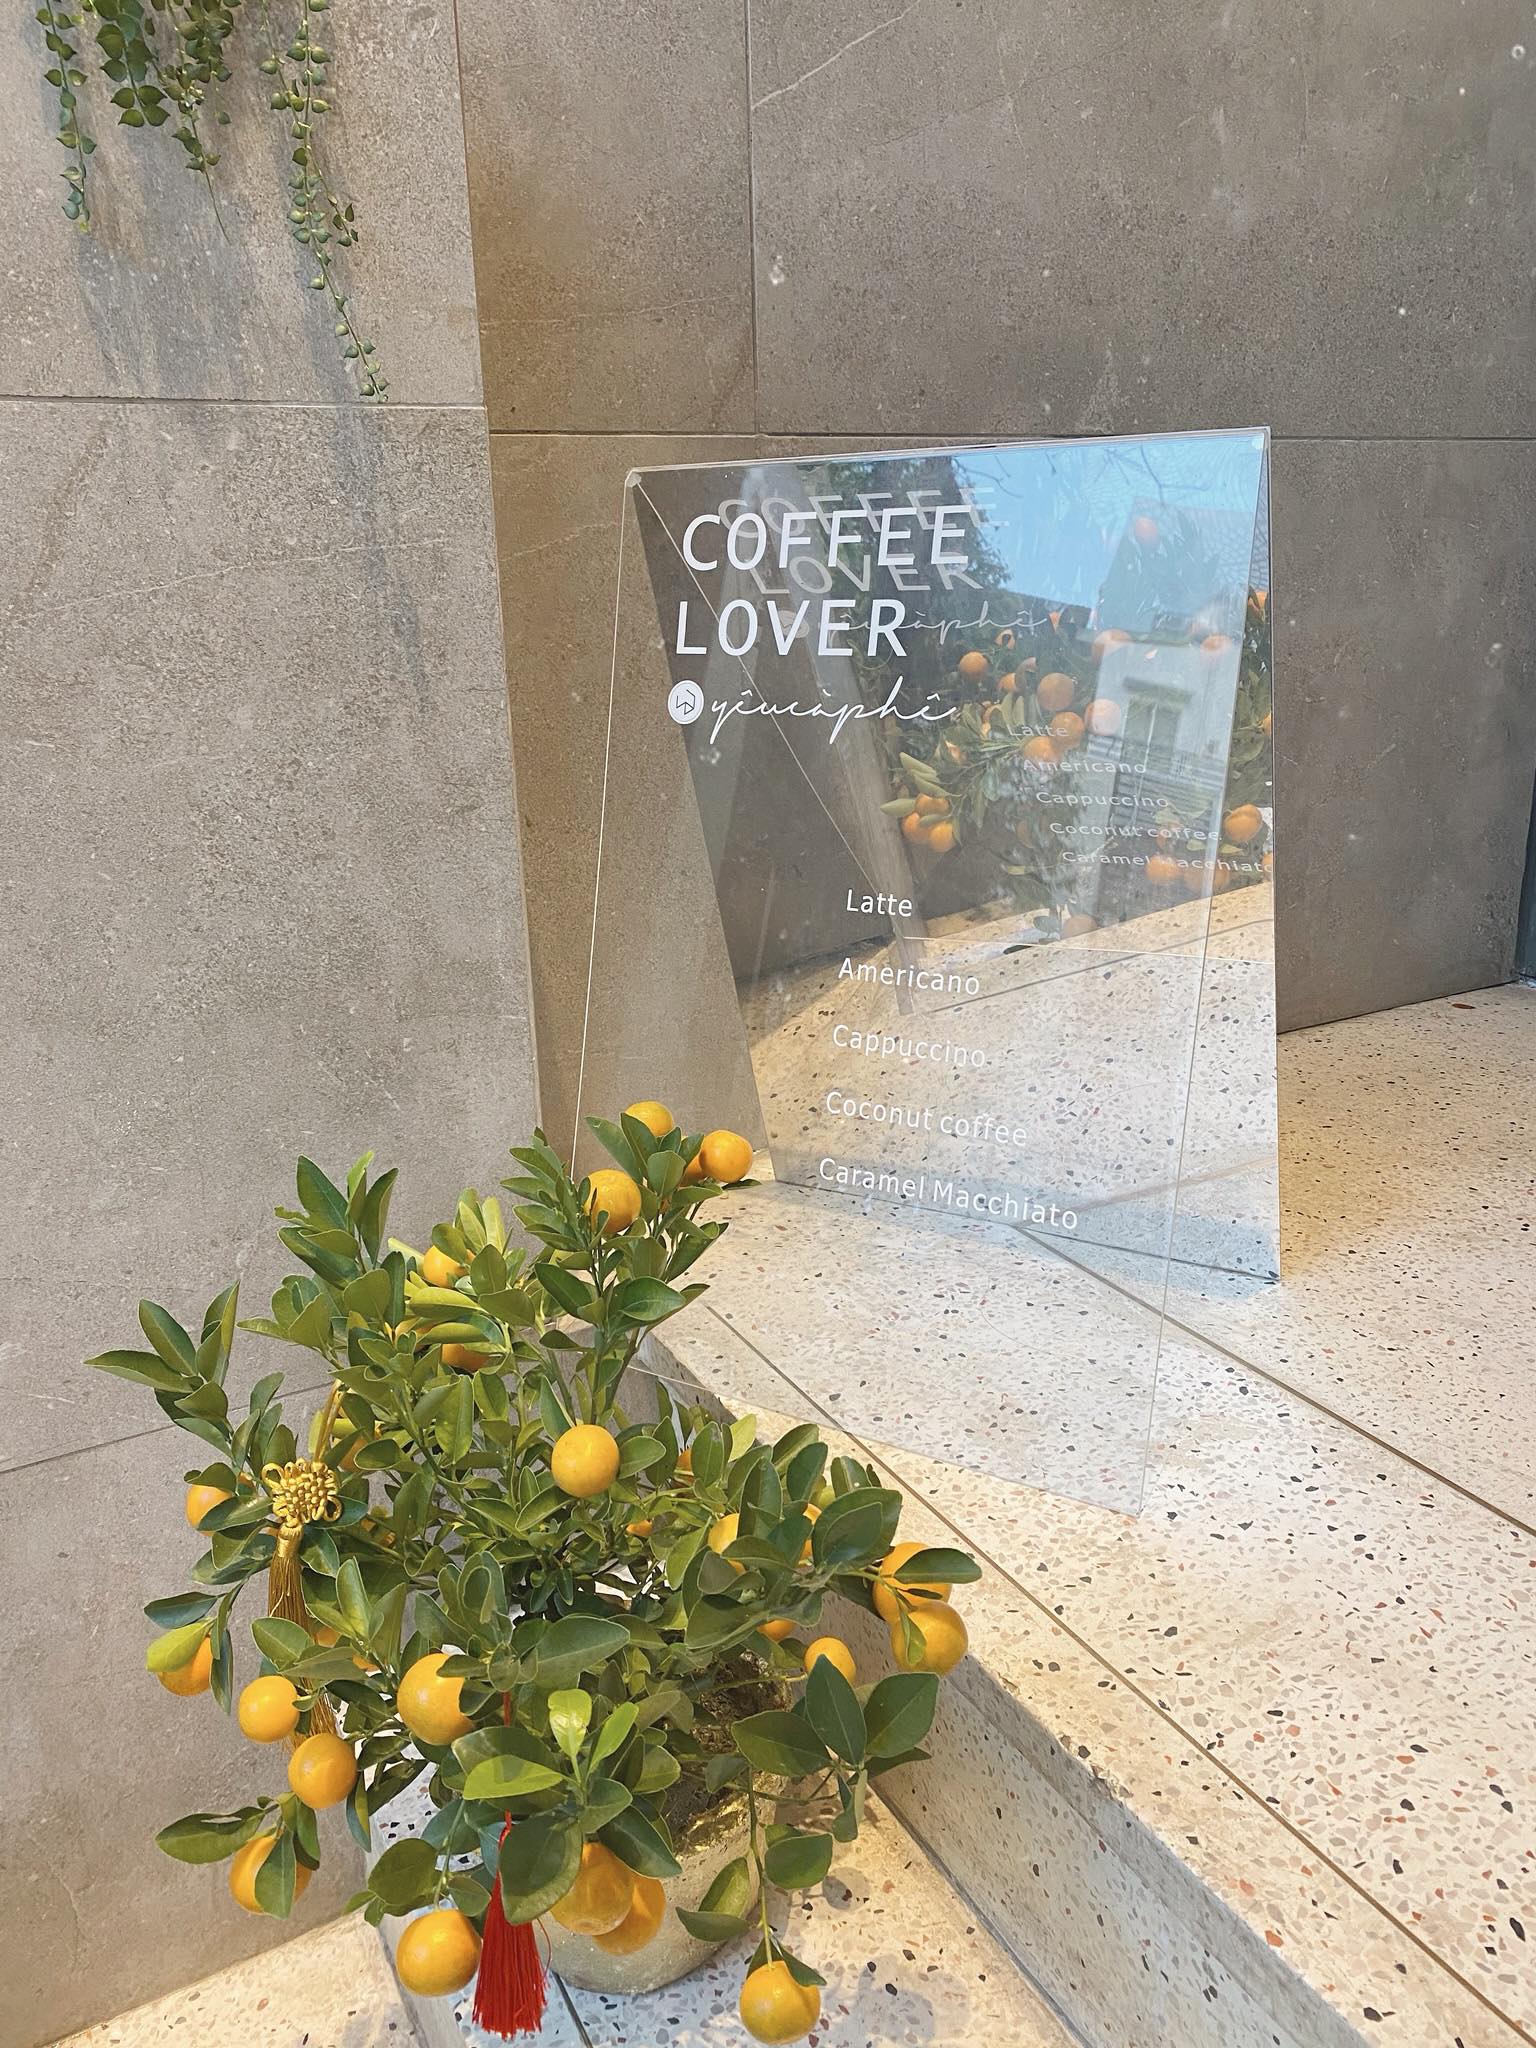 COFFEE
LOVER
yêucàphê
Latte
Americano
Cappuccino
Coconut coffee
Caramel Macchiato